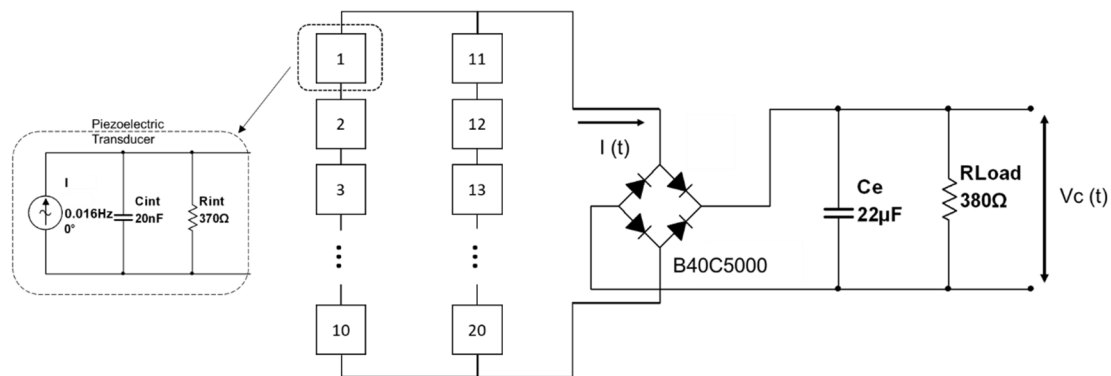 Piezoelectric
Transducer
I
0.016Hz
0°
Cint
20nF
Rint
370Ω
1
2
3
10
11
12
13
20
I (t)
B40C5000
Ce
22µF
RLoad
380Ω
Vc (t)